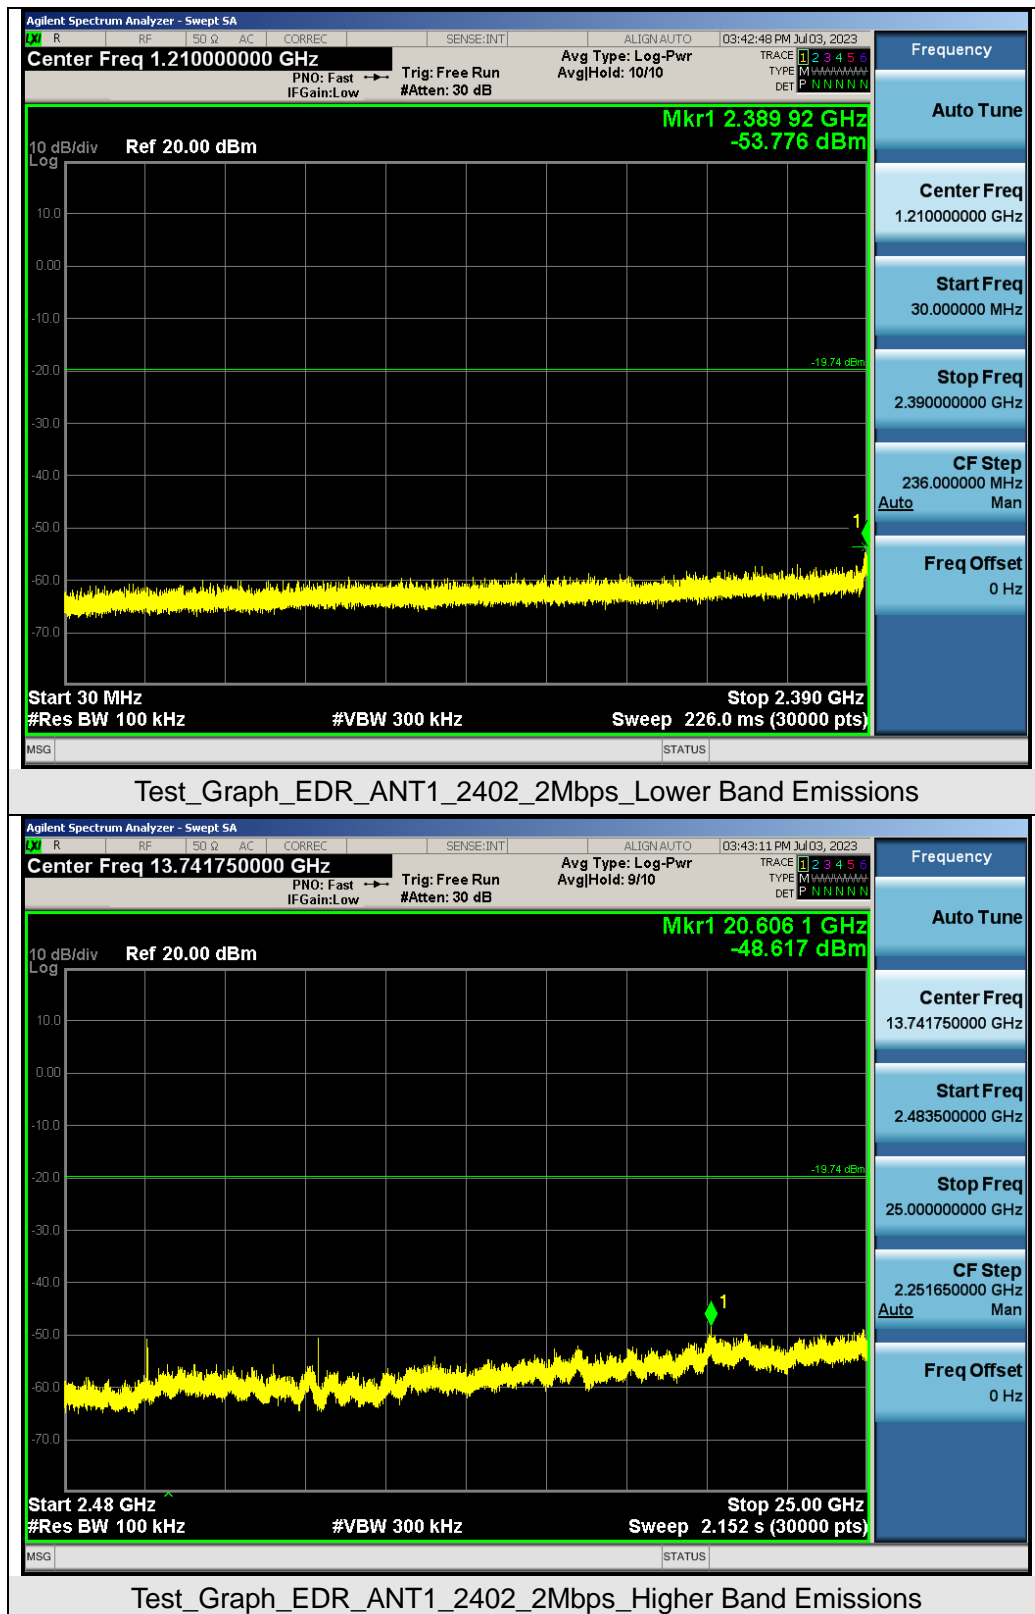 Agilent Spectrum Analyzer - Swept SA
LXI R RF 50 Ω AC CORREC SENSE:INT ALIGN AUTO 03:42:48 PM Jul 03, 2023
Center Freq 1.210000000 GHz
PNO: Fast
IFGain:Low
Trig: Free Run
#Atten: 30 dB
Avg Type: Log-Pwr
Avg|Hold: 10/10
TRACE 1 2 3 4 5 6
TYPE M WWWWW
DET P N N N N N
Frequency
Auto Tune
Center Freq
1.210000000 GHz
Start Freq
30.000000 MHz
Stop Freq
2.390000000 GHz
CF Step
236.000000 MHz
Auto Man
Freq Offset
0 Hz
Mkr1 2.389 92 GHz
-53.776 dBm
10 dB/div Ref 20.00 dBm
Log
10.0
0.00
-10.0
-19.74 dBm
-20.0
-30.0
-40.0
-50.0
1
-60.0
-70.0
Start 30 MHz Stop 2.390 GHz
#Res BW 100 kHz #VBW 300 kHz Sweep 226.0 ms (30000 pts)
MSG STATUS
Test_Graph_EDR_ANT1_2402_2Mbps_Lower Band Emissions
Agilent Spectrum Analyzer - Swept SA
LXI R RF 50 Ω AC CORREC SENSE:INT ALIGN AUTO 03:43:11 PM Jul 03, 2023
Center Freq 13.741750000 GHz
PNO: Fast
IFGain:Low
Trig: Free Run
#Atten: 30 dB
Avg Type: Log-Pwr
Avg|Hold: 9/10
TRACE 1 2 3 4 5 6
TYPE M WWWWW
DET P N N N N N
Frequency
Auto Tune
Center Freq
13.741750000 GHz
Start Freq
2.483500000 GHz
Stop Freq
25.000000000 GHz
CF Step
2.251650000 GHz
Auto Man
Freq Offset
0 Hz
Mkr1 20.606 1 GHz
-48.617 dBm
10 dB/div Ref 20.00 dBm
Log
10.0
0.00
-10.0
-19.74 dBm
-20.0
-30.0
-40.0
1
-50.0
-60.0
-70.0
Start 2.48 GHz Stop 25.00 GHz
#Res BW 100 kHz #VBW 300 kHz Sweep 2.152 s (30000 pts)
MSG STATUS
Test_Graph_EDR_ANT1_2402_2Mbps_Higher Band Emissions